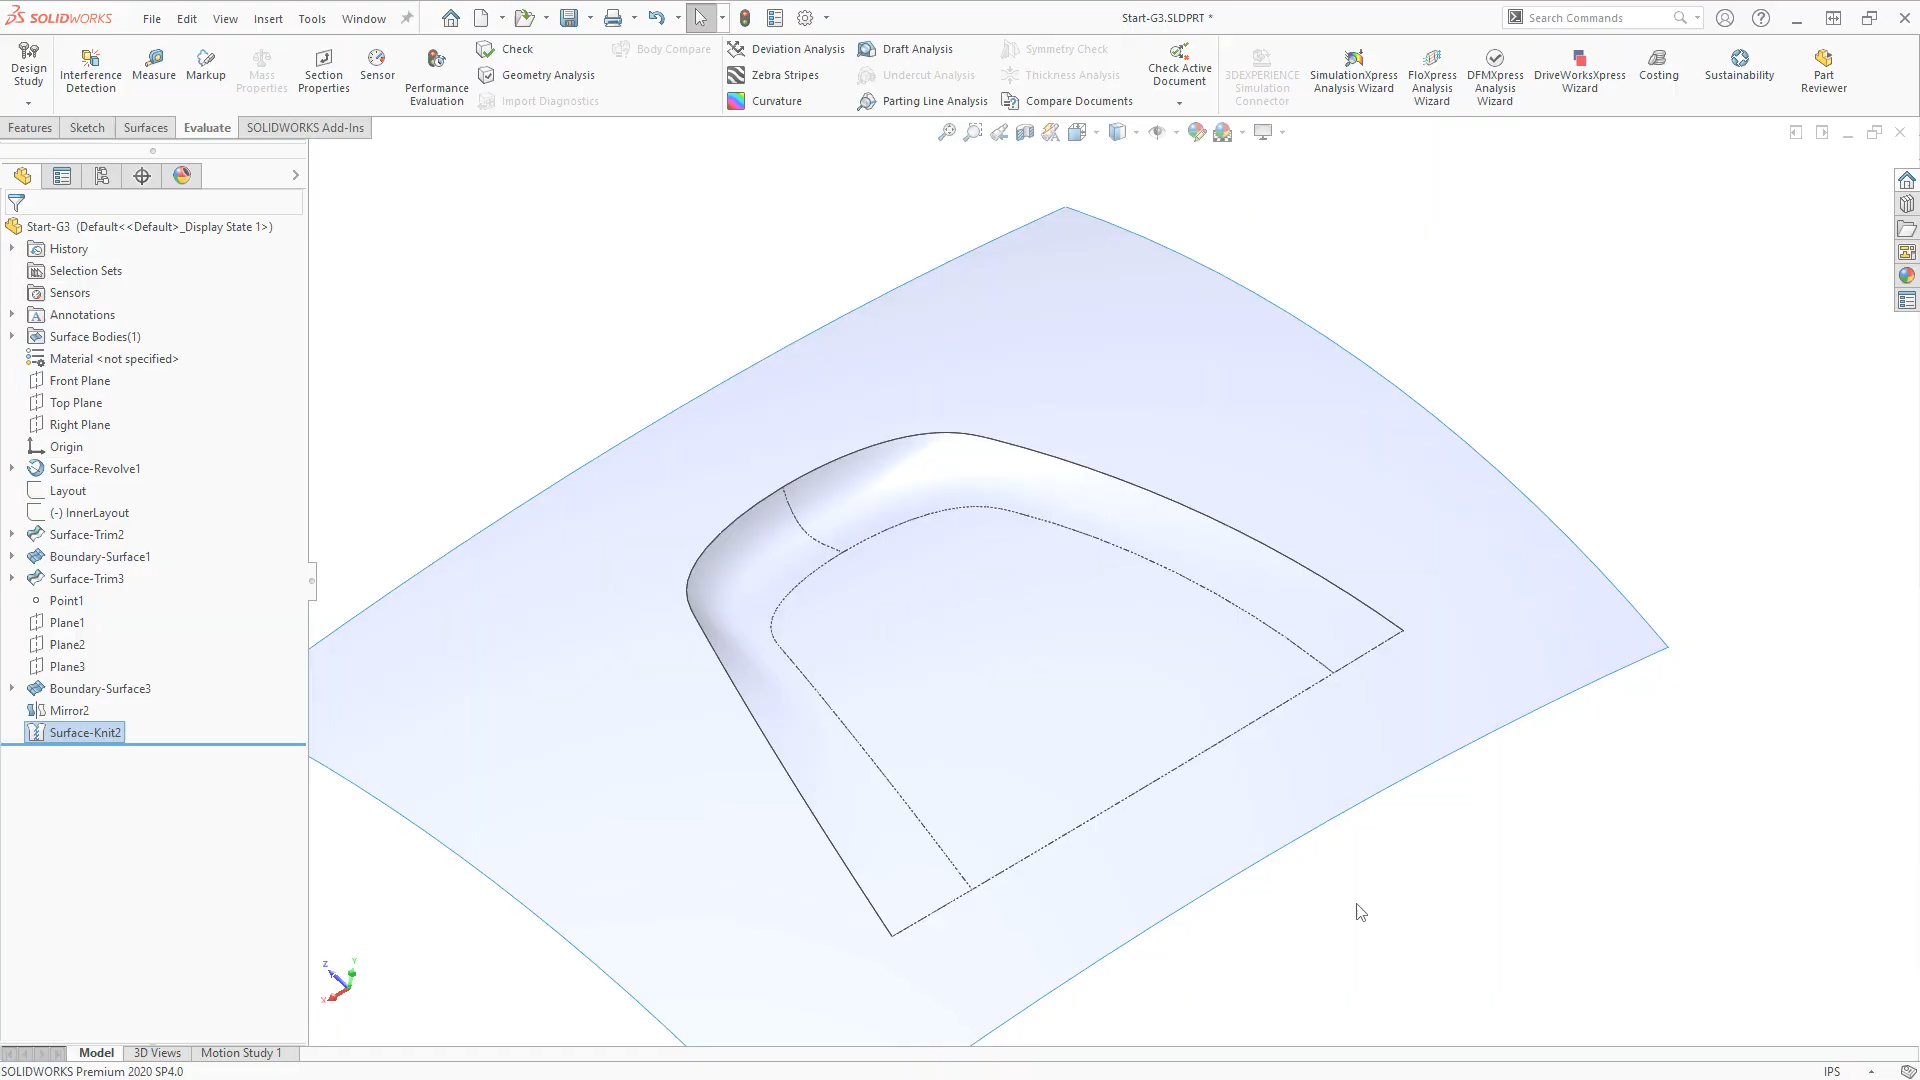 SOLIDWORKS
File Edit View Insert Tools Window
Start-G3.SLDPRT *
Search Commands
Design Study
Interference Detection
Measure
Markup
Mass Properties
Section Properties
Sensor
Performance Evaluation
Check
Geometry Analysis
Import Diagnostics
Body Compare
Deviation Analysis
Zebra Stripes
Curvature
Draft Analysis
Undercut Analysis
Parting Line Analysis
Symmetry Check
Thickness Analysis
Compare Documents
Check Active Document
3DEXPERIENCE Simulation Connector
SimulationXpress Analysis Wizard
FloXpress Analysis Wizard
DFMXpress Analysis Wizard
DriveWorksXpress Wizard
Costing
Sustainability
Part Reviewer
Features Sketch Surfaces Evaluate SOLIDWORKS Add-Ins
Start-G3 (Default<<Default>_Display State 1>)
History
Selection Sets
Sensors
Annotations
Surface Bodies(1)
Material <not specified>
Front Plane
Top Plane
Right Plane
Origin
Surface-Revolve1
Layout
(-) InnerLayout
Surface-Trim2
Boundary-Surface1
Surface-Trim3
Point1
Plane1
Plane2
Plane3
Boundary-Surface3
Mirror2
Surface-Knit2
Z
Y
X
Model 3D Views Motion Study 1
SOLIDWORKS Premium 2020 SP4.0
IPS